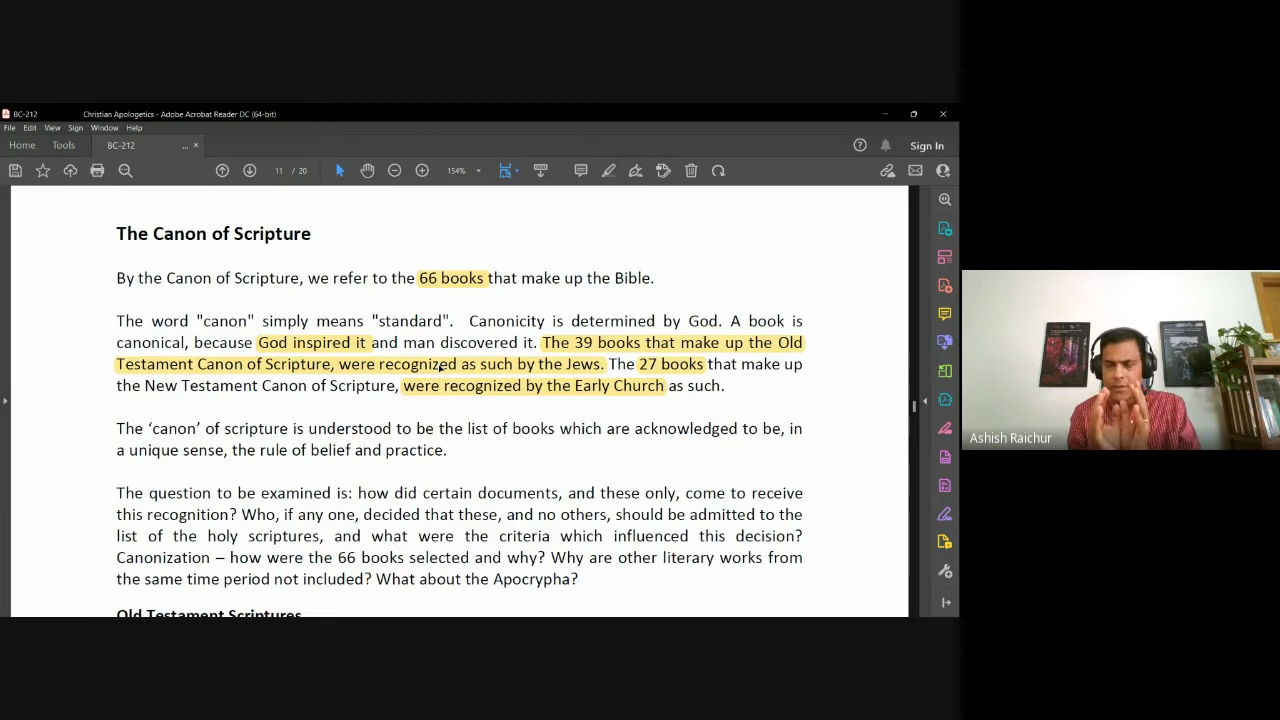 BC-212 Christian Apologetics - Adobe Acrobat Reader DC (64-bit)
File Edit View Sign Window Help
Home Tools BC-212 ... ×
Sign In
11 / 20 154%
The Canon of Scripture
By the Canon of Scripture, we refer to the 66 books that make up the Bible.
The word "canon" simply means "standard". Canonicity is determined by God. A book is
canonical, because God inspired it and man discovered it. The 39 books that make up the Old
Testament Canon of Scripture, were recognized as such by the Jews. The 27 books that make up
the New Testament Canon of Scripture, were recognized by the Early Church as such.
The ‘canon’ of scripture is understood to be the list of books which are acknowledged to be, in
a unique sense, the rule of belief and practice.
The question to be examined is: how did certain documents, and these only, come to receive
this recognition? Who, if any one, decided that these, and no others, should be admitted to the
list of the holy scriptures, and what were the criteria which influenced this decision?
Canonization – how were the 66 books selected and why? Why are other literary works from
the same time period not included? What about the Apocrypha?
Old Testament Scriptures
Ashish Raichur